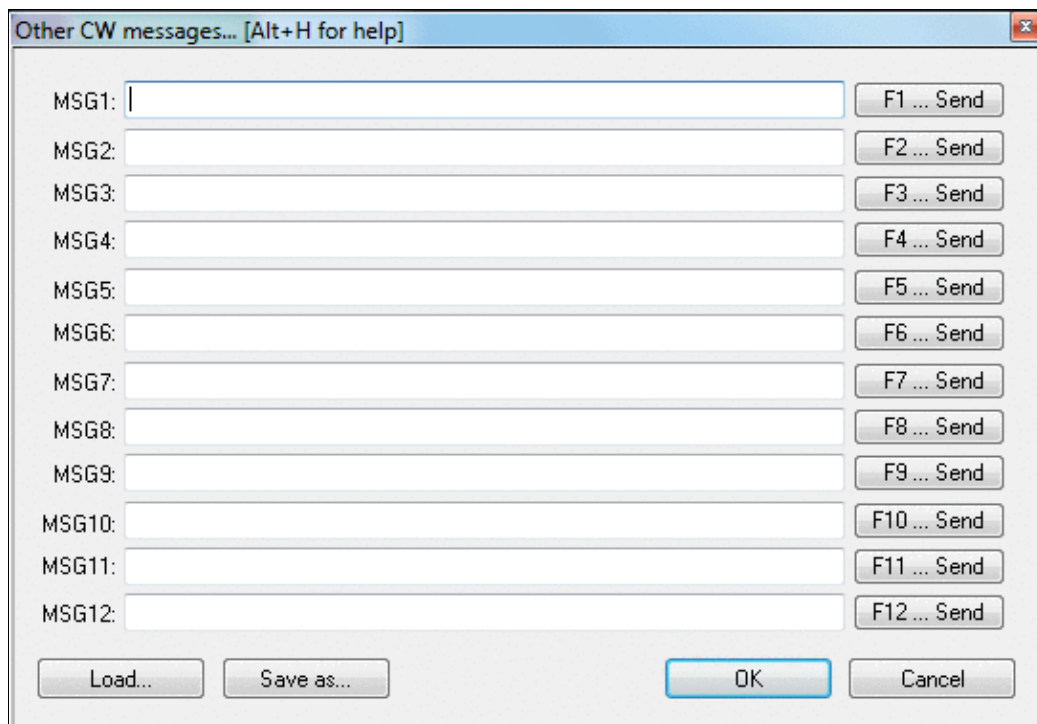 Other CW messages... [Alt+H for help]
MSG1: F1 ... Send
MSG2: F2 ... Send
MSG3: F3 ... Send
MSG4: F4 ... Send
MSG5: F5 ... Send
MSG6: F6 ... Send
MSG7: F7 ... Send
MSG8: F8 ... Send
MSG9: F9 ... Send
MSG10: F10 ... Send
MSG11: F11 ... Send
MSG12: F12 ... Send
Load... Save as... OK Cancel